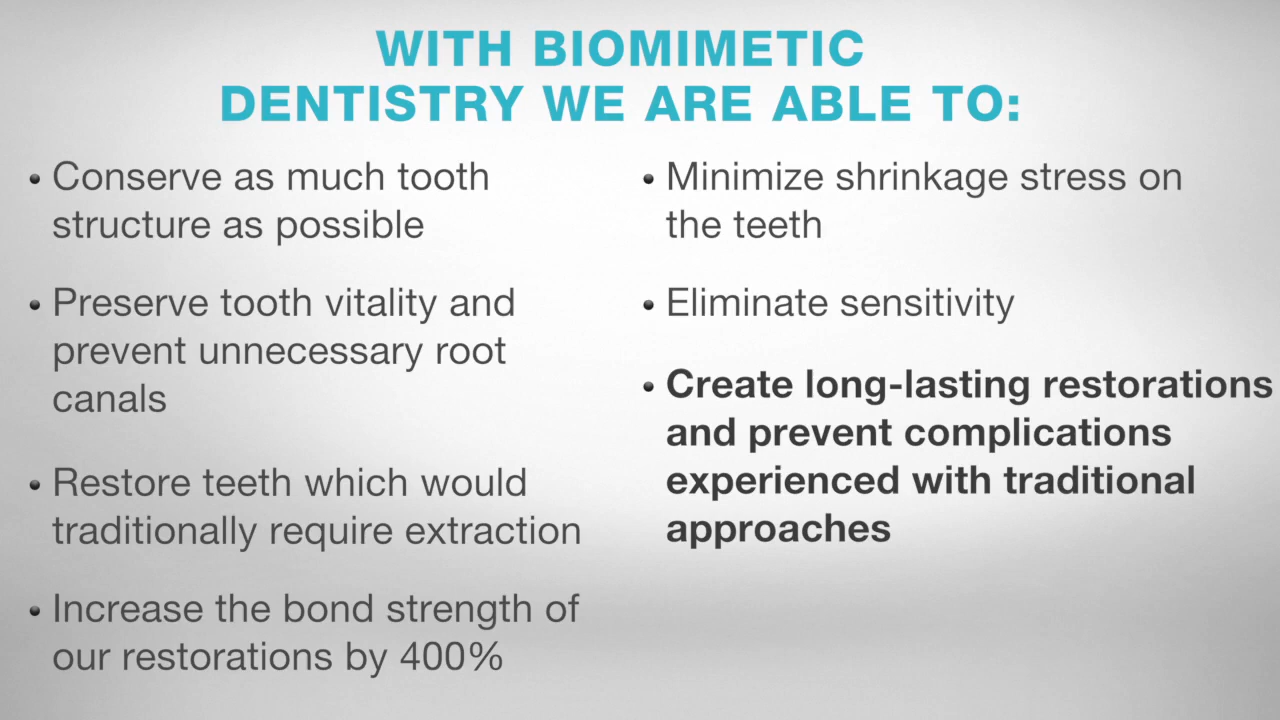 WITH BIOMIMETIC
DENTISTRY WE ARE ABLE TO:
• Conserve as much tooth
structure as possible
• Preserve tooth vitality and
prevent unnecessary root
canals
• Restore teeth which would
traditionally require extraction
• Increase the bond strength of
our restorations by 400%
• Minimize shrinkage stress on
the teeth
• Eliminate sensitivity
• Create long-lasting restorations
and prevent complications
experienced with traditional
approaches